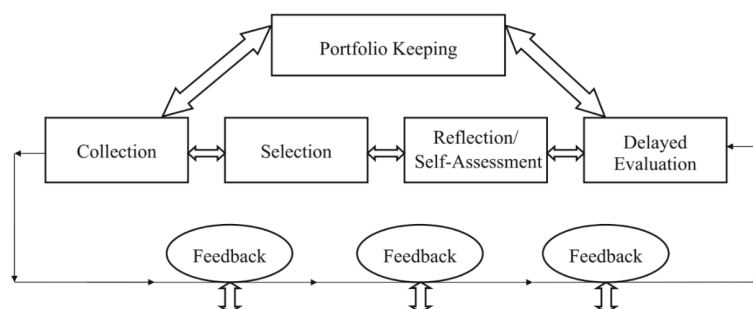 Portfolio Keeping
Collection
Selection
Reflection/
Self-Assessment
Delayed
Evaluation
Feedback
Feedback
Feedback